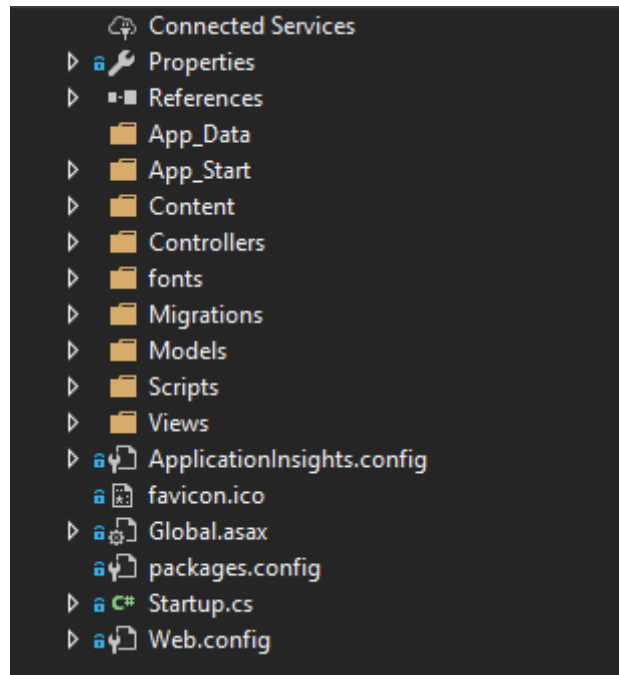 Connected Services
Properties
References
App_Data
App_Start
Content
Controllers
fonts
Migrations
Models
Scripts
Views
ApplicationInsights.config
favicon.ico
Global.asax
packages.config
C# Startup.cs
Web.config